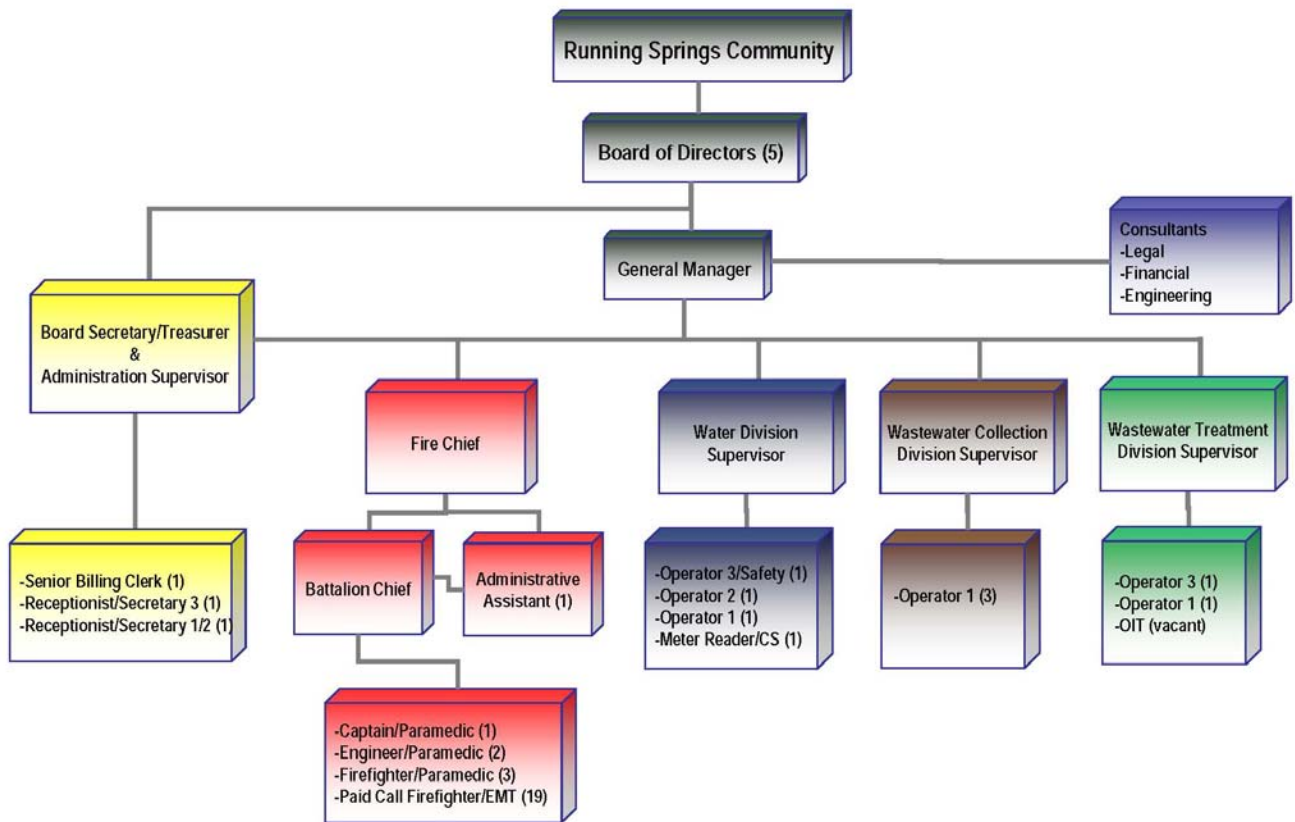 Running Springs Community
Board of Directors (5)
General Manager
Consultants
-Legal
-Financial
-Engineering
Board Secretary/Treasurer
&
Administration Supervisor
Fire Chief
Water Division
Supervisor
Wastewater Collection
Division Supervisor
Wastewater Treatment
Division Supervisor
-Senior Billing Clerk (1)
-Receptionist/Secretary 3 (1)
-Receptionist/Secretary 1/2 (1)
Battalion Chief
Administrative
Assistant (1)
-Operator 3/Safety (1)
-Operator 2 (1)
-Operator 1 (1)
-Meter Reader/CS (1)
-Operator 1 (3)
-Operator 3 (1)
-Operator 1 (1)
-OIT (vacant)
-Captain/Paramedic (1)
-Engineer/Paramedic (2)
-Firefighter/Paramedic (3)
-Paid Call Firefighter/EMT (19)